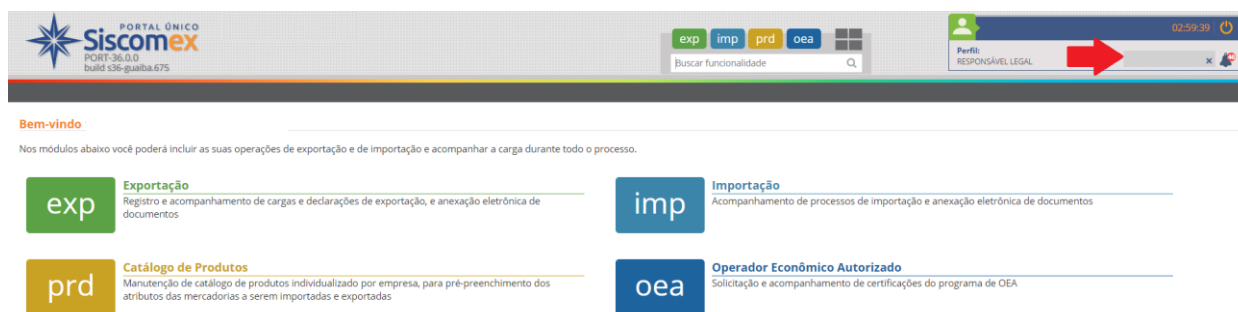 PORTAL ÚNICO
Siscomex
PORT-36.0.0
build s36-guaiba.675
exp imp prd oea
Buscar funcionalidade
02:59:39
Perfil:
RESPONSÁVEL LEGAL
Bem-vindo
Nos módulos abaixo você poderá incluir as suas operações de exportação e de importação e acompanhar a carga durante todo o processo.
exp
Exportação
Registro e acompanhamento de cargas e declarações de exportação, e anexação eletrônica de
documentos
imp
Importação
Acompanhamento de processos de importação e anexação eletrônica de documentos
prd
Catálogo de Produtos
Manutenção de catálogo de produtos individualizado por empresa, para pré-preenchimento dos
atributos das mercadorias a serem importadas e exportadas
oea
Operador Econômico Autorizado
Solicitação e acompanhamento de certificações do programa de OEA